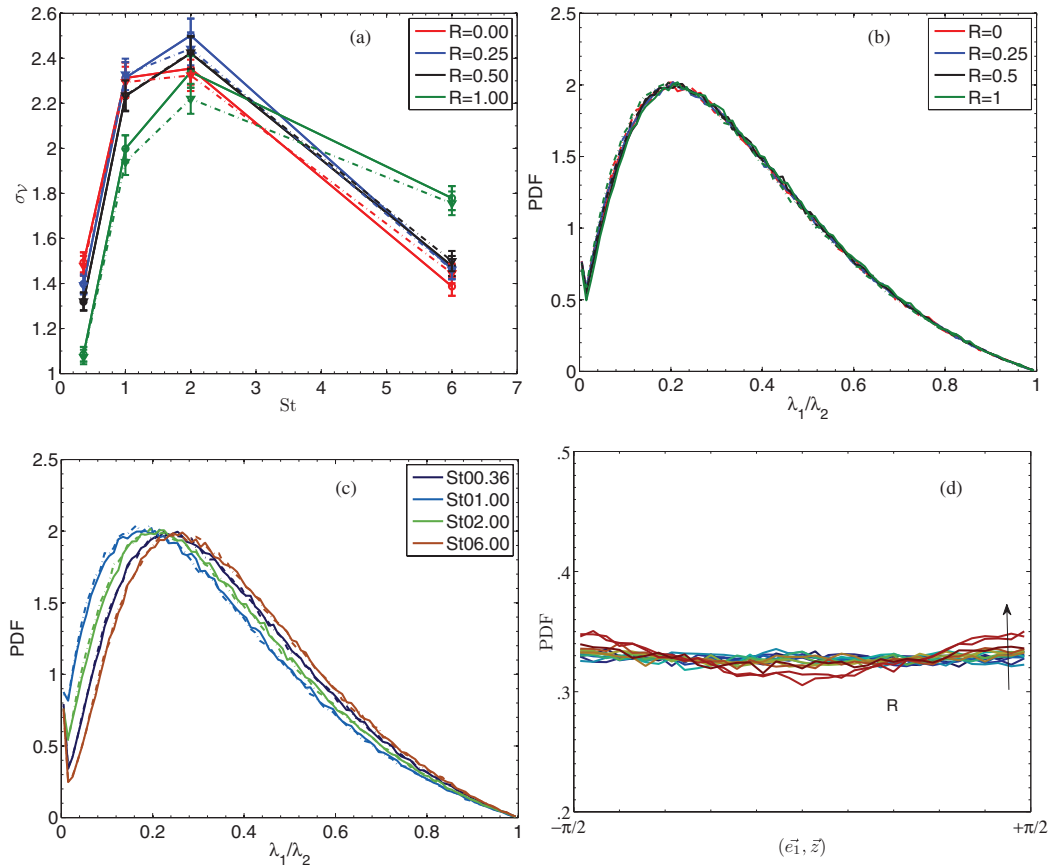 (a)
R=0.00
R=0.25
R=0.50
R=1.00
2.6
2.4
2.2
2
1.8
1.6
1.4
1.2
1
σ𝒱
0 1 2 3 4 5 6 7
St
(b)
R=0
R=0.25
R=0.5
R=1
2.5
2
1.5
1
0.5
0
PDF
0 0.2 0.4 0.6 0.8 1
λ1/λ2
(c)
St00.36
St01.00
St02.00
St06.00
2.5
2
1.5
1
0.5
0
PDF
0 0.2 0.4 0.6 0.8 1
λ1/λ2
(d)
.5
.4
.3
.2
PDF
R
−π/2 +π/2
(e⃗1, z⃗)